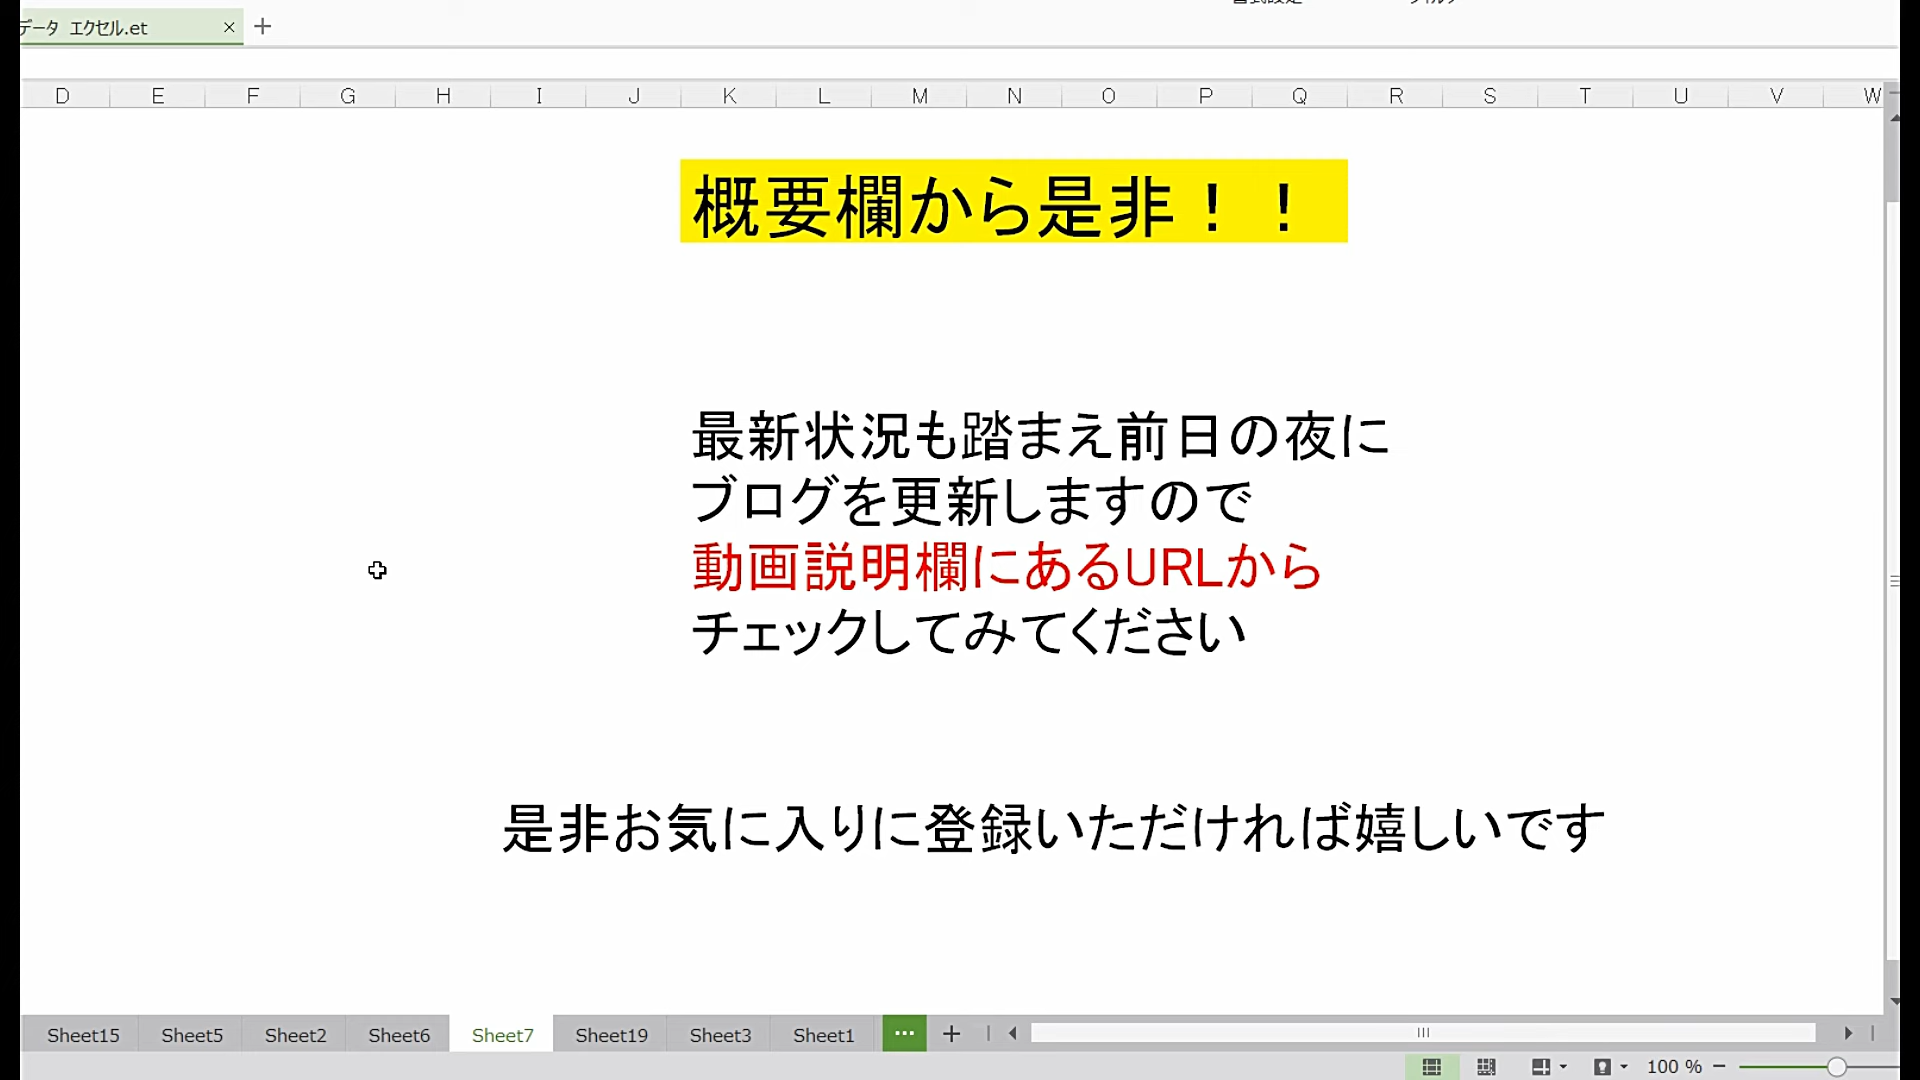 データ エクセル.et
D E F G H I J K L M N O P Q R S T U V W
概要欄から是非！！
最新状況も踏まえ前日の夜に
ブログを更新しますので
動画説明欄にあるURLから
チェックしてみてください
是非お気に入りに登録いただければ嬉しいです
Sheet15 Sheet5 Sheet2 Sheet6 Sheet7 Sheet19 Sheet3 Sheet1 ...
100 %